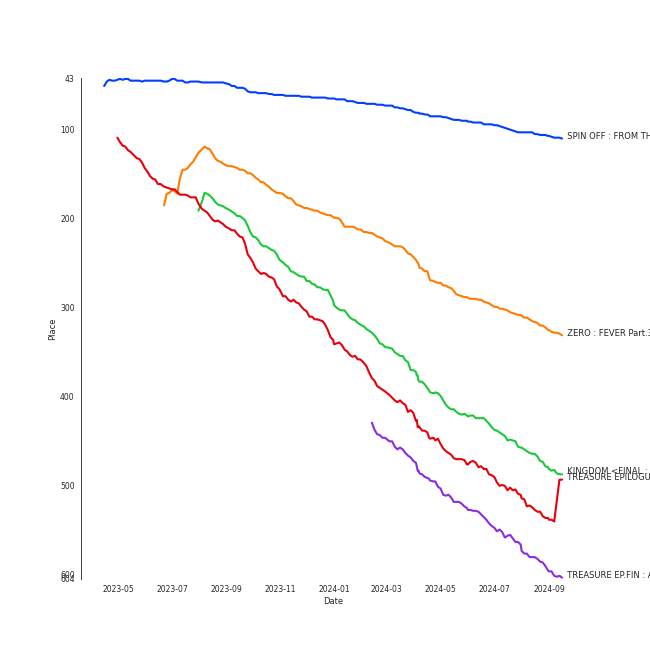 43
100
200
300
400
500
600
604
Place
SPIN OFF : FROM TH
ZERO : FEVER Part.3
KINGDOM <FINAL :
TREASURE EPILOGU
TREASURE EP.FIN : A
2023-05 2023-07 2023-09 2023-11 2024-01 2024-03 2024-05 2024-07 2024-09
Date